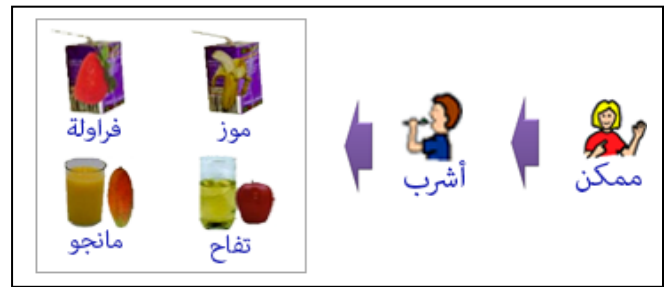 ممكن
أشرب
موز
فراولة
تفاح
مانجو